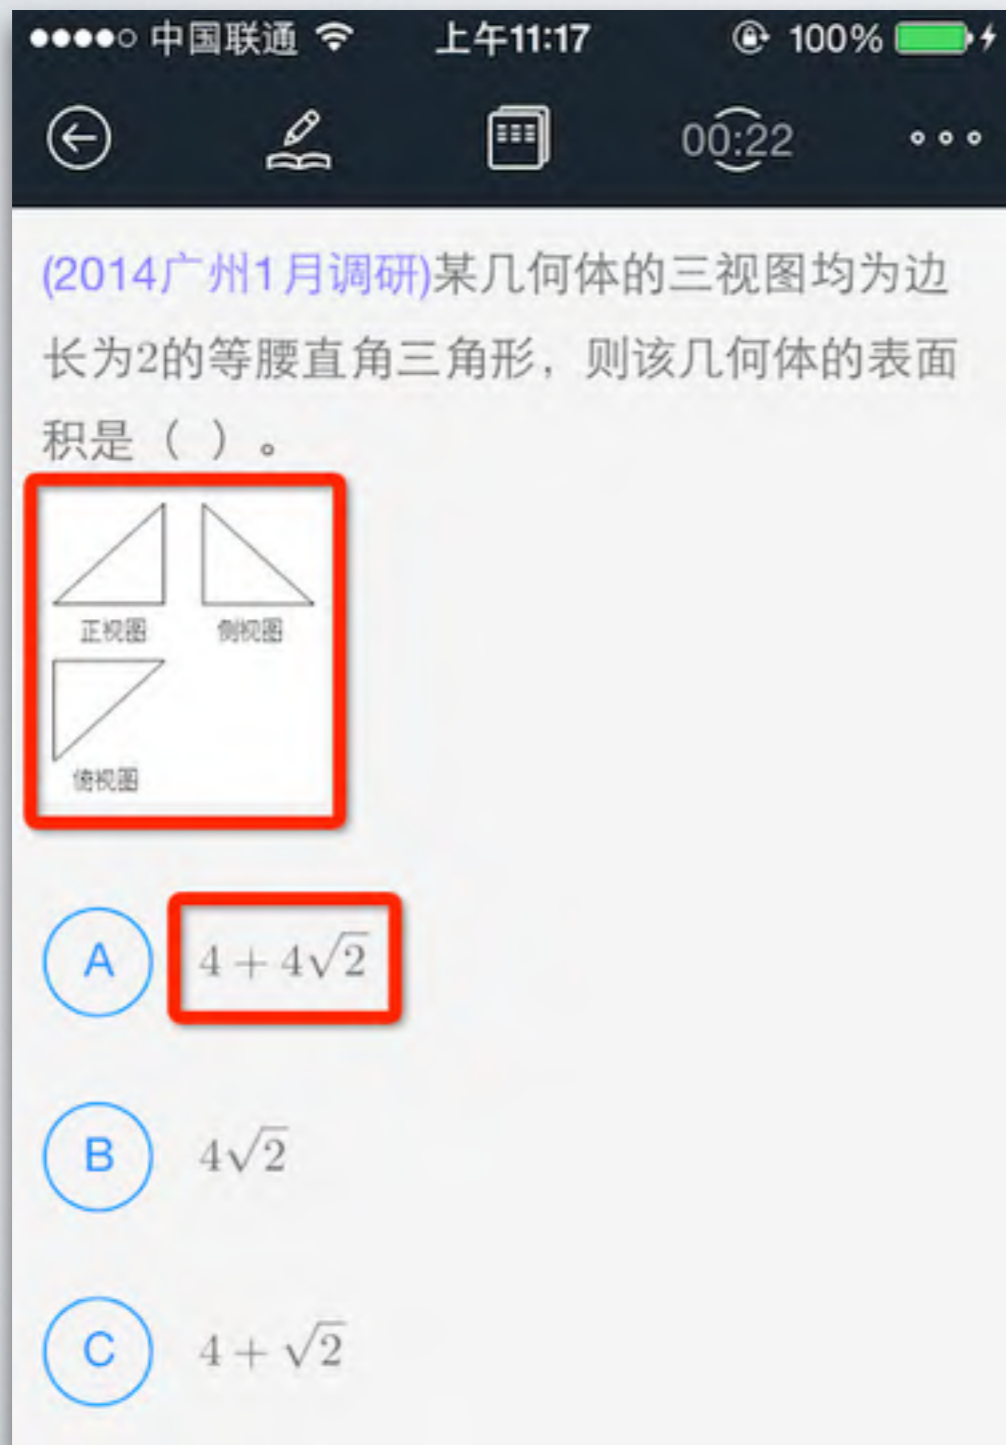 中国联通 上午11:17 100%
00:22
(2014广州1月调研)某几何体的三视图均为边
长为2的等腰直角三角形，则该几何体的表面
积是（ ）。
正视图 侧视图
俯视图
A 4 + 4√2
B 4√2
C 4 + √2